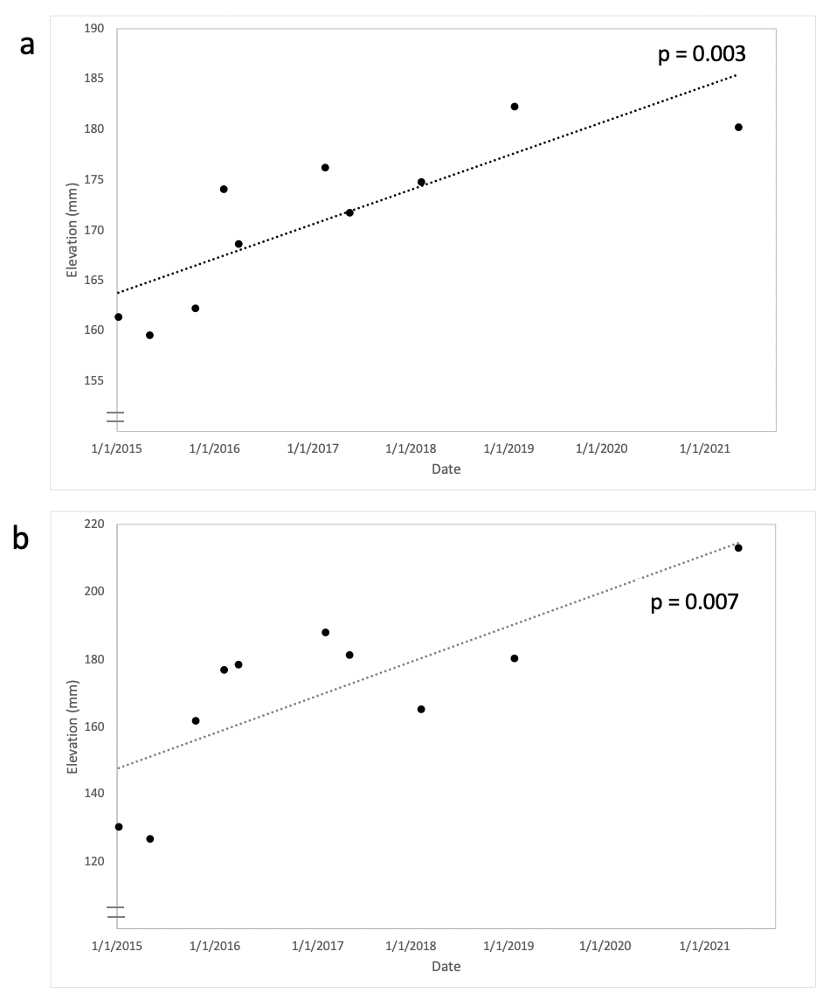 a
p = 0.003
190
185
180
175
170
165
160
155
Elevation (mm)
1/1/2015 1/1/2016 1/1/2017 1/1/2018 1/1/2019 1/1/2020 1/1/2021
Date
b
p = 0.007
220
200
180
160
140
120
Elevation (mm)
1/1/2015 1/1/2016 1/1/2017 1/1/2018 1/1/2019 1/1/2020 1/1/2021
Date